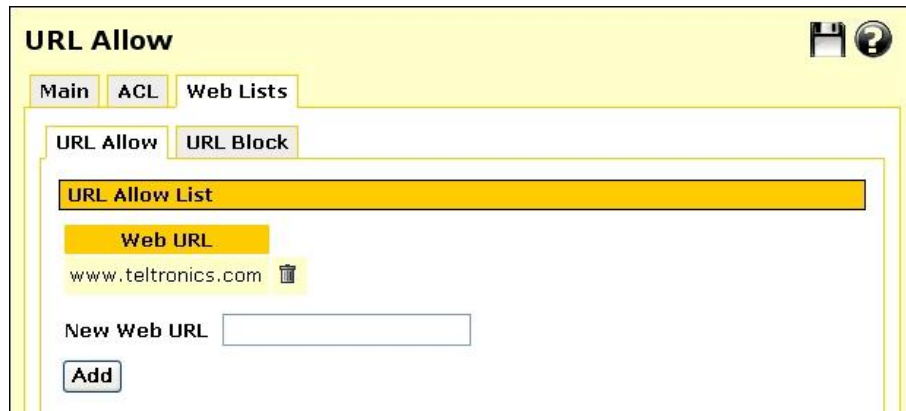 URL Allow
Main ACL Web Lists
URL Allow URL Block
URL Allow List
Web URL
www.teltronics.com
New Web URL
Add